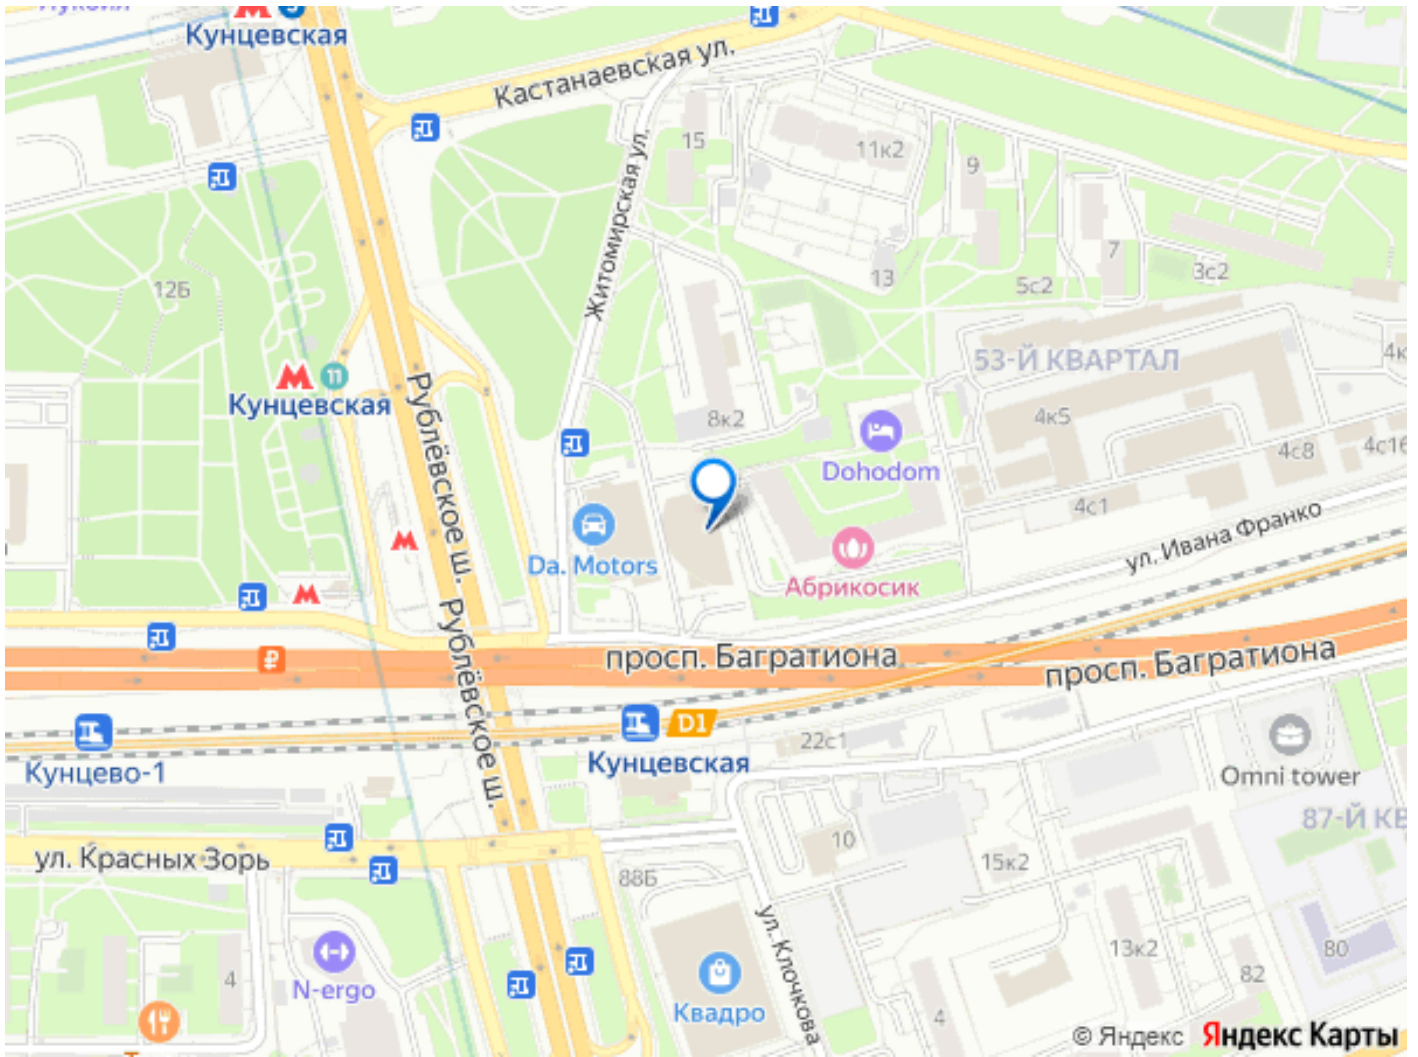 Кунцевская
Кастанаевская ул.
Житомирская ул.
15
11к2
9
7
3с2
13
5с2
12Б
11
Кунцевская
Рублёвское ш.
53-Й КВАРТАЛ
4к5
4с8
4с16
8к2
Dohodom
4с1
ул. Ивана Франко
Da. Motors
Абрикосик
Рублёвское ш.
просп. Багратиона
просп. Багратиона
D1
Кунцевская
Кунцево-1
22с1
Omni tower
87-Й КВ
ул. Красных Зорь
10
15к2
88Б
ул. Клочкова
13к2
80
82
4
N-ergo
Квадро
4
© Яндекс Яндекс Карты